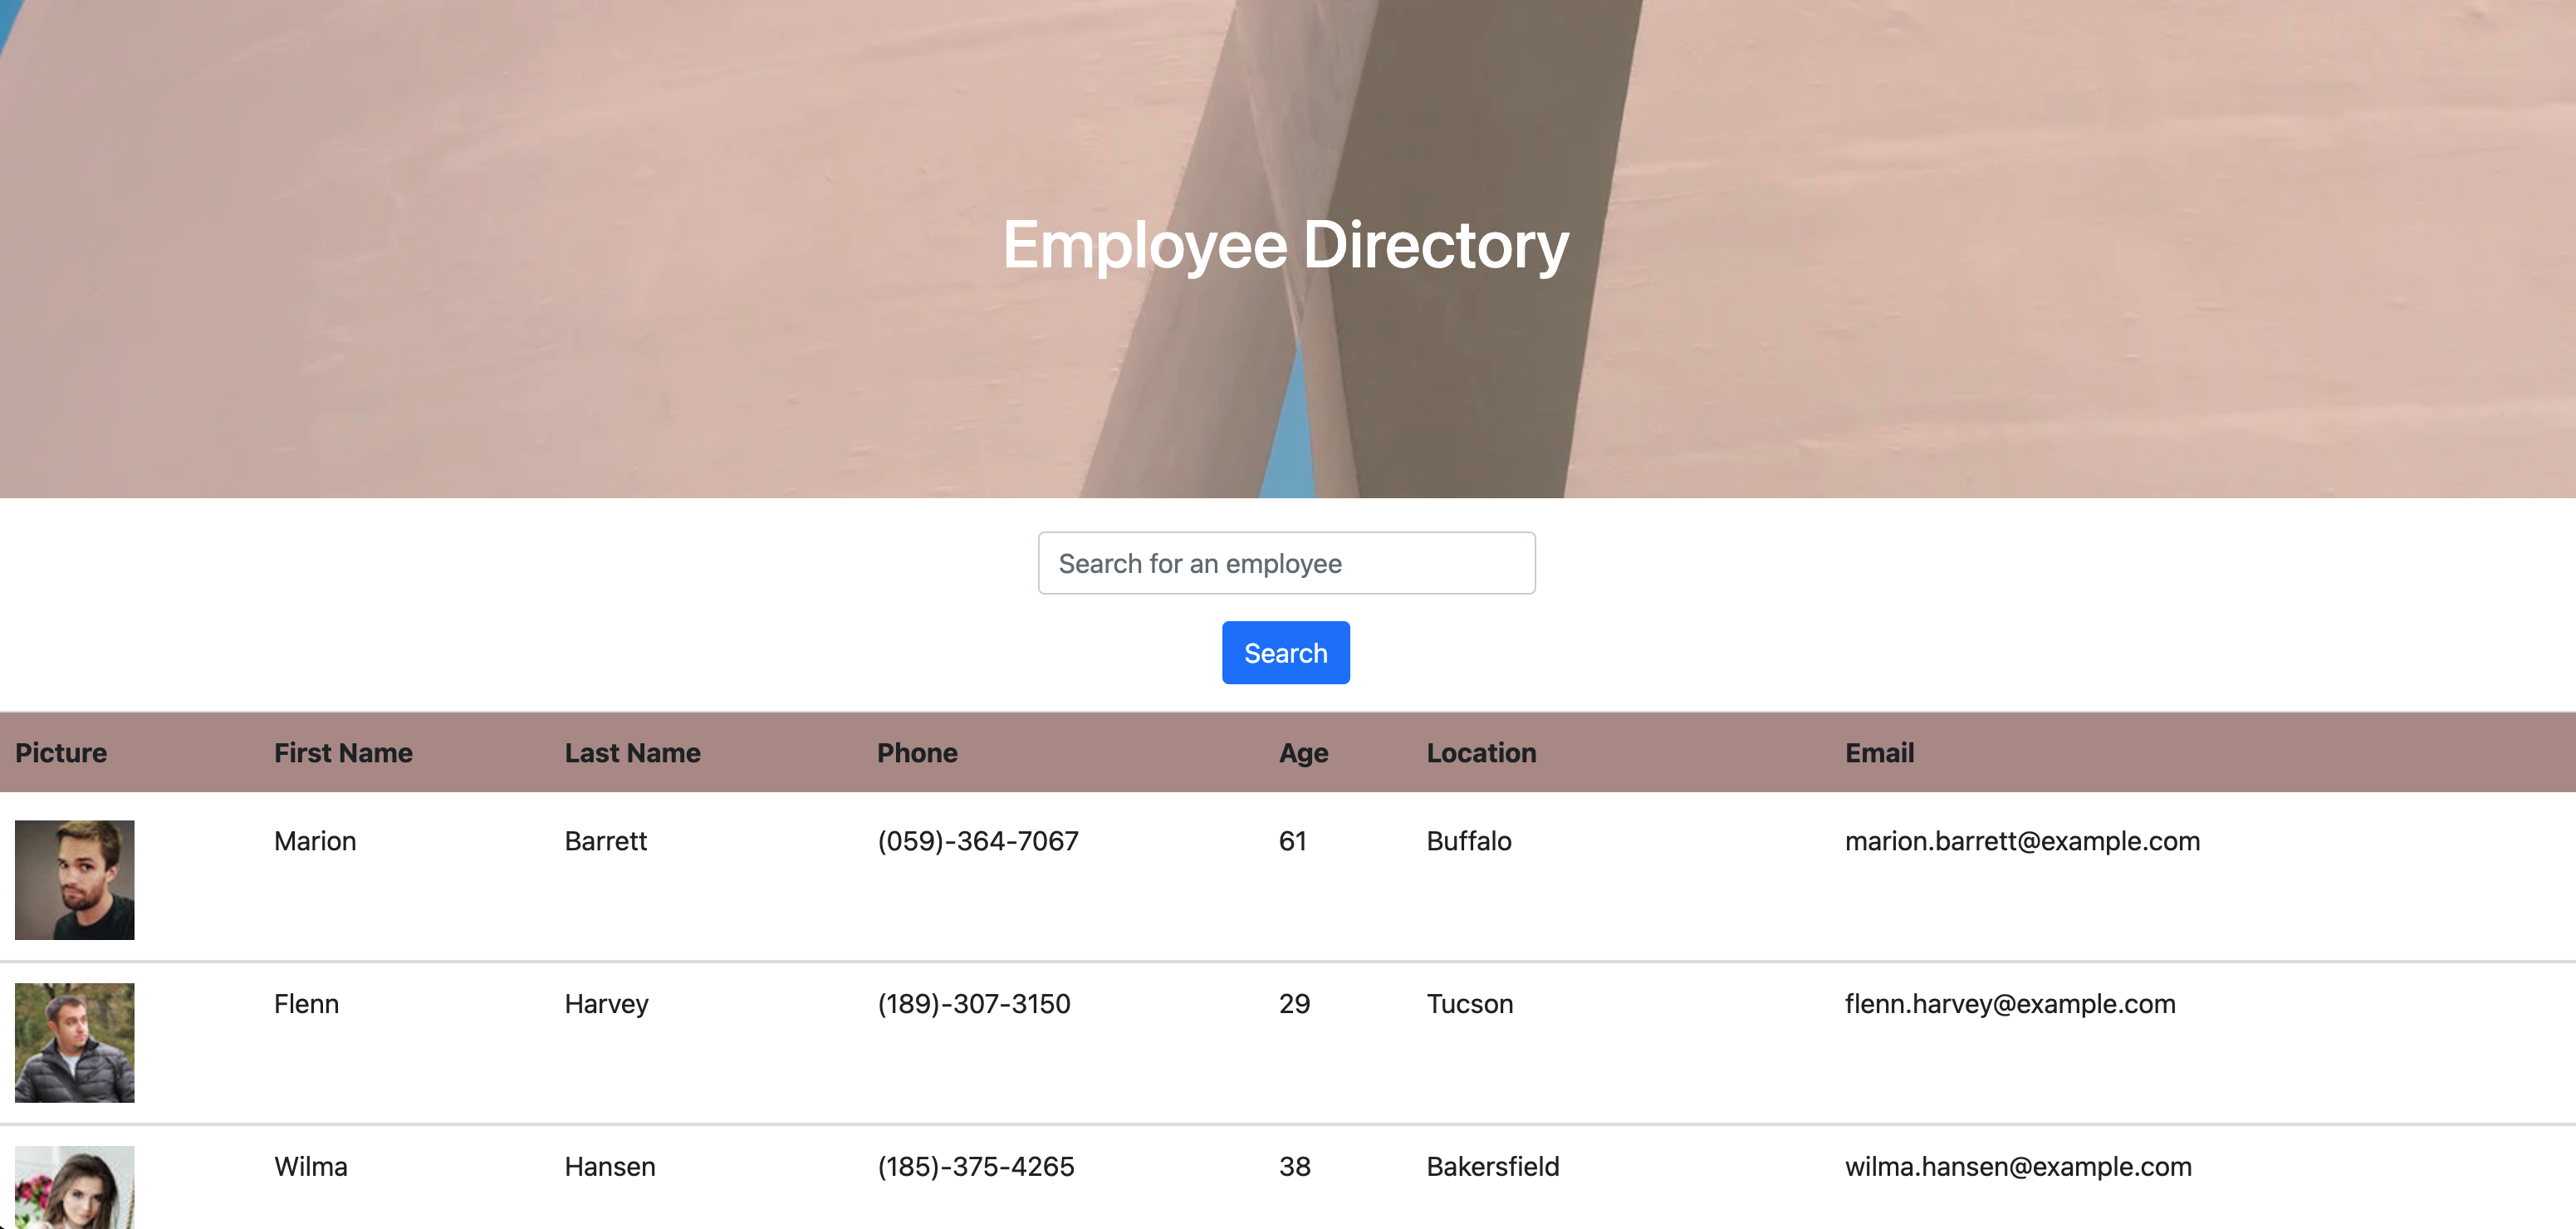 Employee Directory
Search for an employee
Search
Picture First Name Last Name Phone Age Location Email
Marion Barrett (059)-364-7067 61 Buffalo marion.barrett@example.com
Flenn Harvey (189)-307-3150 29 Tucson flenn.harvey@example.com
Wilma Hansen (185)-375-4265 38 Bakersfield wilma.hansen@example.com